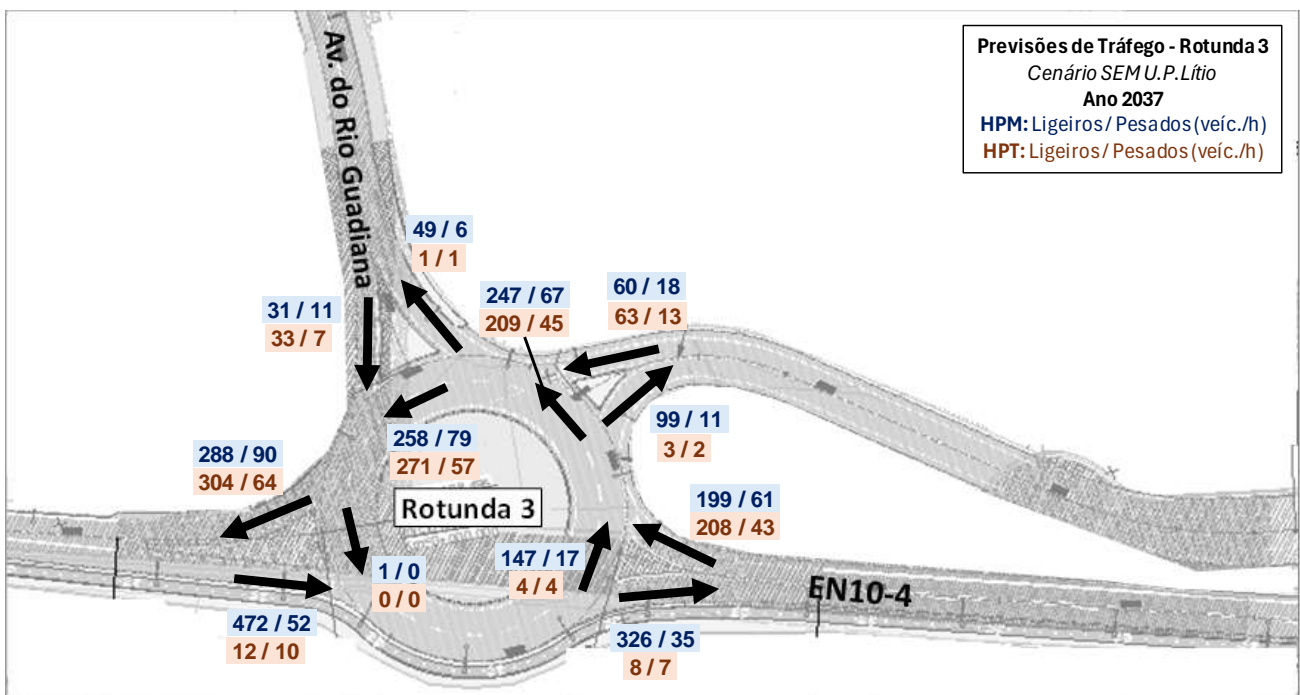 Previsões de Tráfego - Rotunda 3
Cenário SEM U.P.Lítio
Ano 2037
HPM: Ligeiros / Pesados (veíc./h)
HPT: Ligeiros / Pesados (veíc./h)
Av. do Rio Guadiana
49 / 6
1 / 1
31 / 11
33 / 7
247 / 67
209 / 45
60 / 18
63 / 13
99 / 11
3 / 2
258 / 79
271 / 57
288 / 90
304 / 64
Rotunda 3
199 / 61
208 / 43
147 / 17
4 / 4
1 / 0
0 / 0
EN10-4
472 / 52
12 / 10
326 / 35
8 / 7